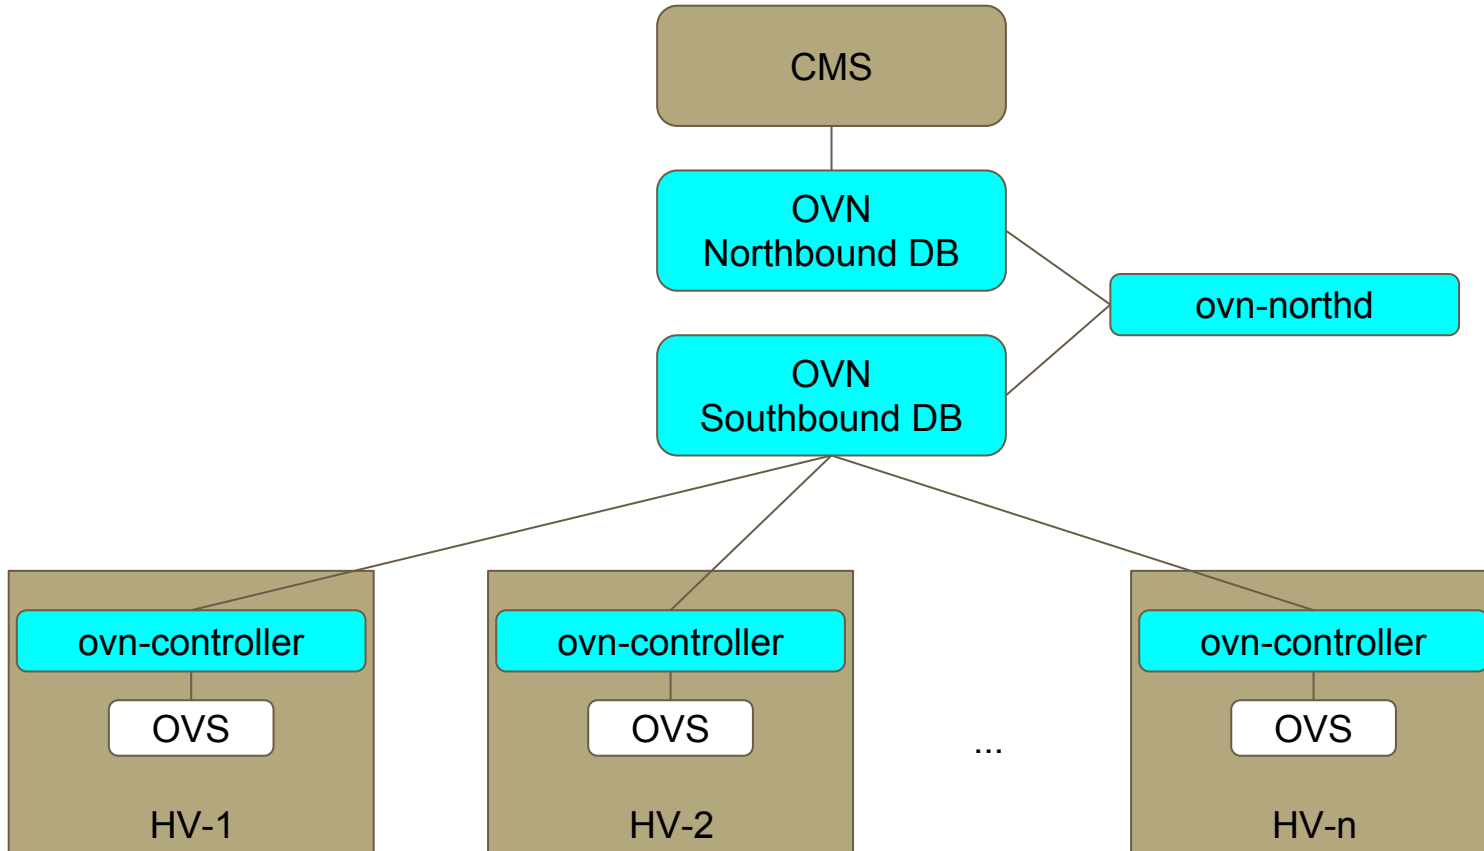 CMS
OVN
Northbound DB
ovn-northd
OVN
Southbound DB
ovn-controller
ovn-controller
ovn-controller
OVS
OVS
...
OVS
HV-1
HV-2
HV-n